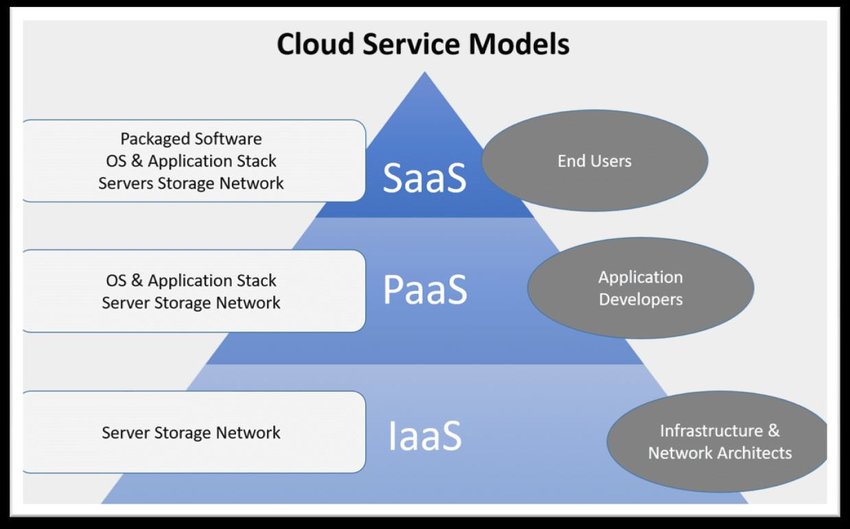 Cloud Service Models
Packaged Software
OS & Application Stack
Servers Storage Network
SaaS
End Users
OS & Application Stack
Server Storage Network
PaaS
Application
Developers
Server Storage Network
IaaS
Infrastructure &
Network Architects